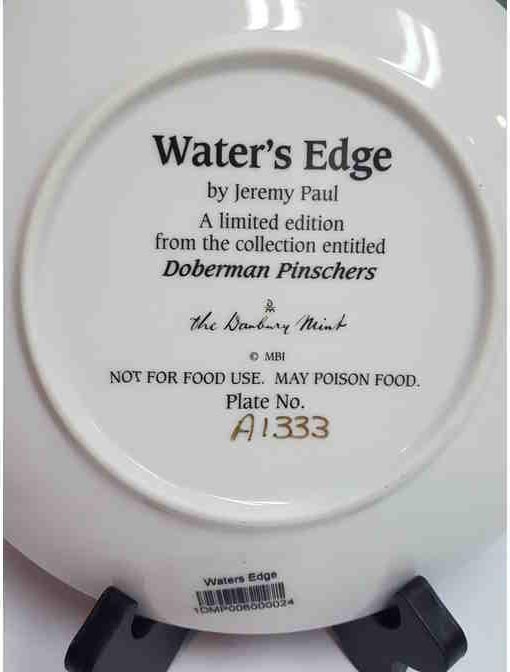 Water's Edge
by Jeremy Paul
A limited edition
from the collection entitled
Doberman Pinschers
the Danbury Mint
© MBI
NOT FOR FOOD USE. MAY POISON FOOD.
Plate No.
A1333
Waters Edge
1DMP006000024